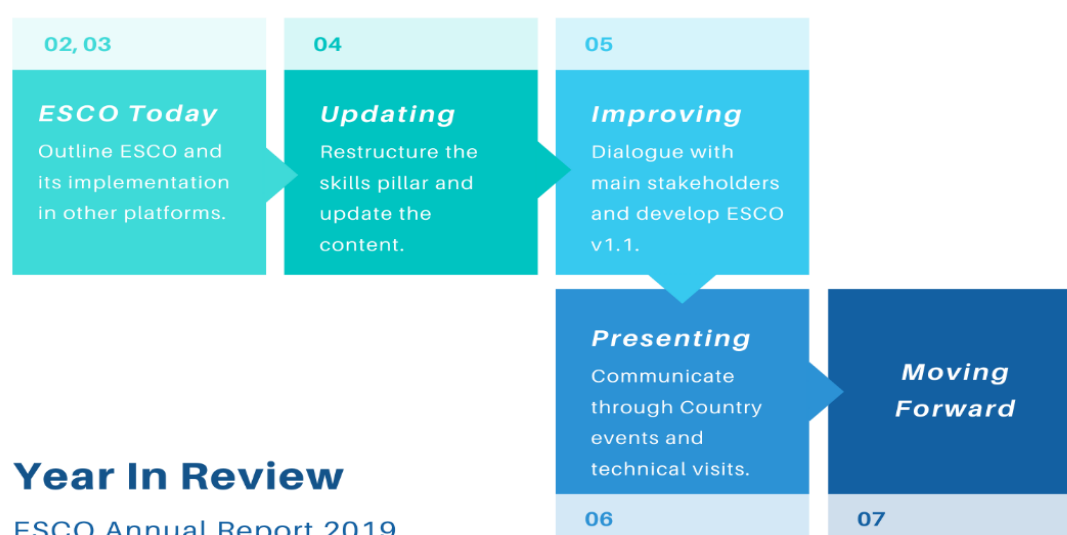 02, 03
ESCO Today
Outline ESCO and
its implementation
in other platforms.
04
Updating
Restructure the
skills pillar and
update the
content.
05
Improving
Dialogue with
main stakeholders
and develop ESCO
v1.1.
Presenting
Communicate
through Country
events and
technical visits.
06
Moving
Forward
07
Year In Review
ESCO Annual Report 2019